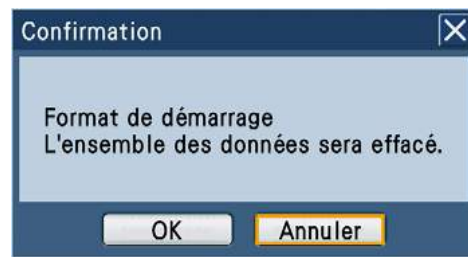 Confirmation
Format de démarrage
L'ensemble des données sera effacé.
OK
Annuler